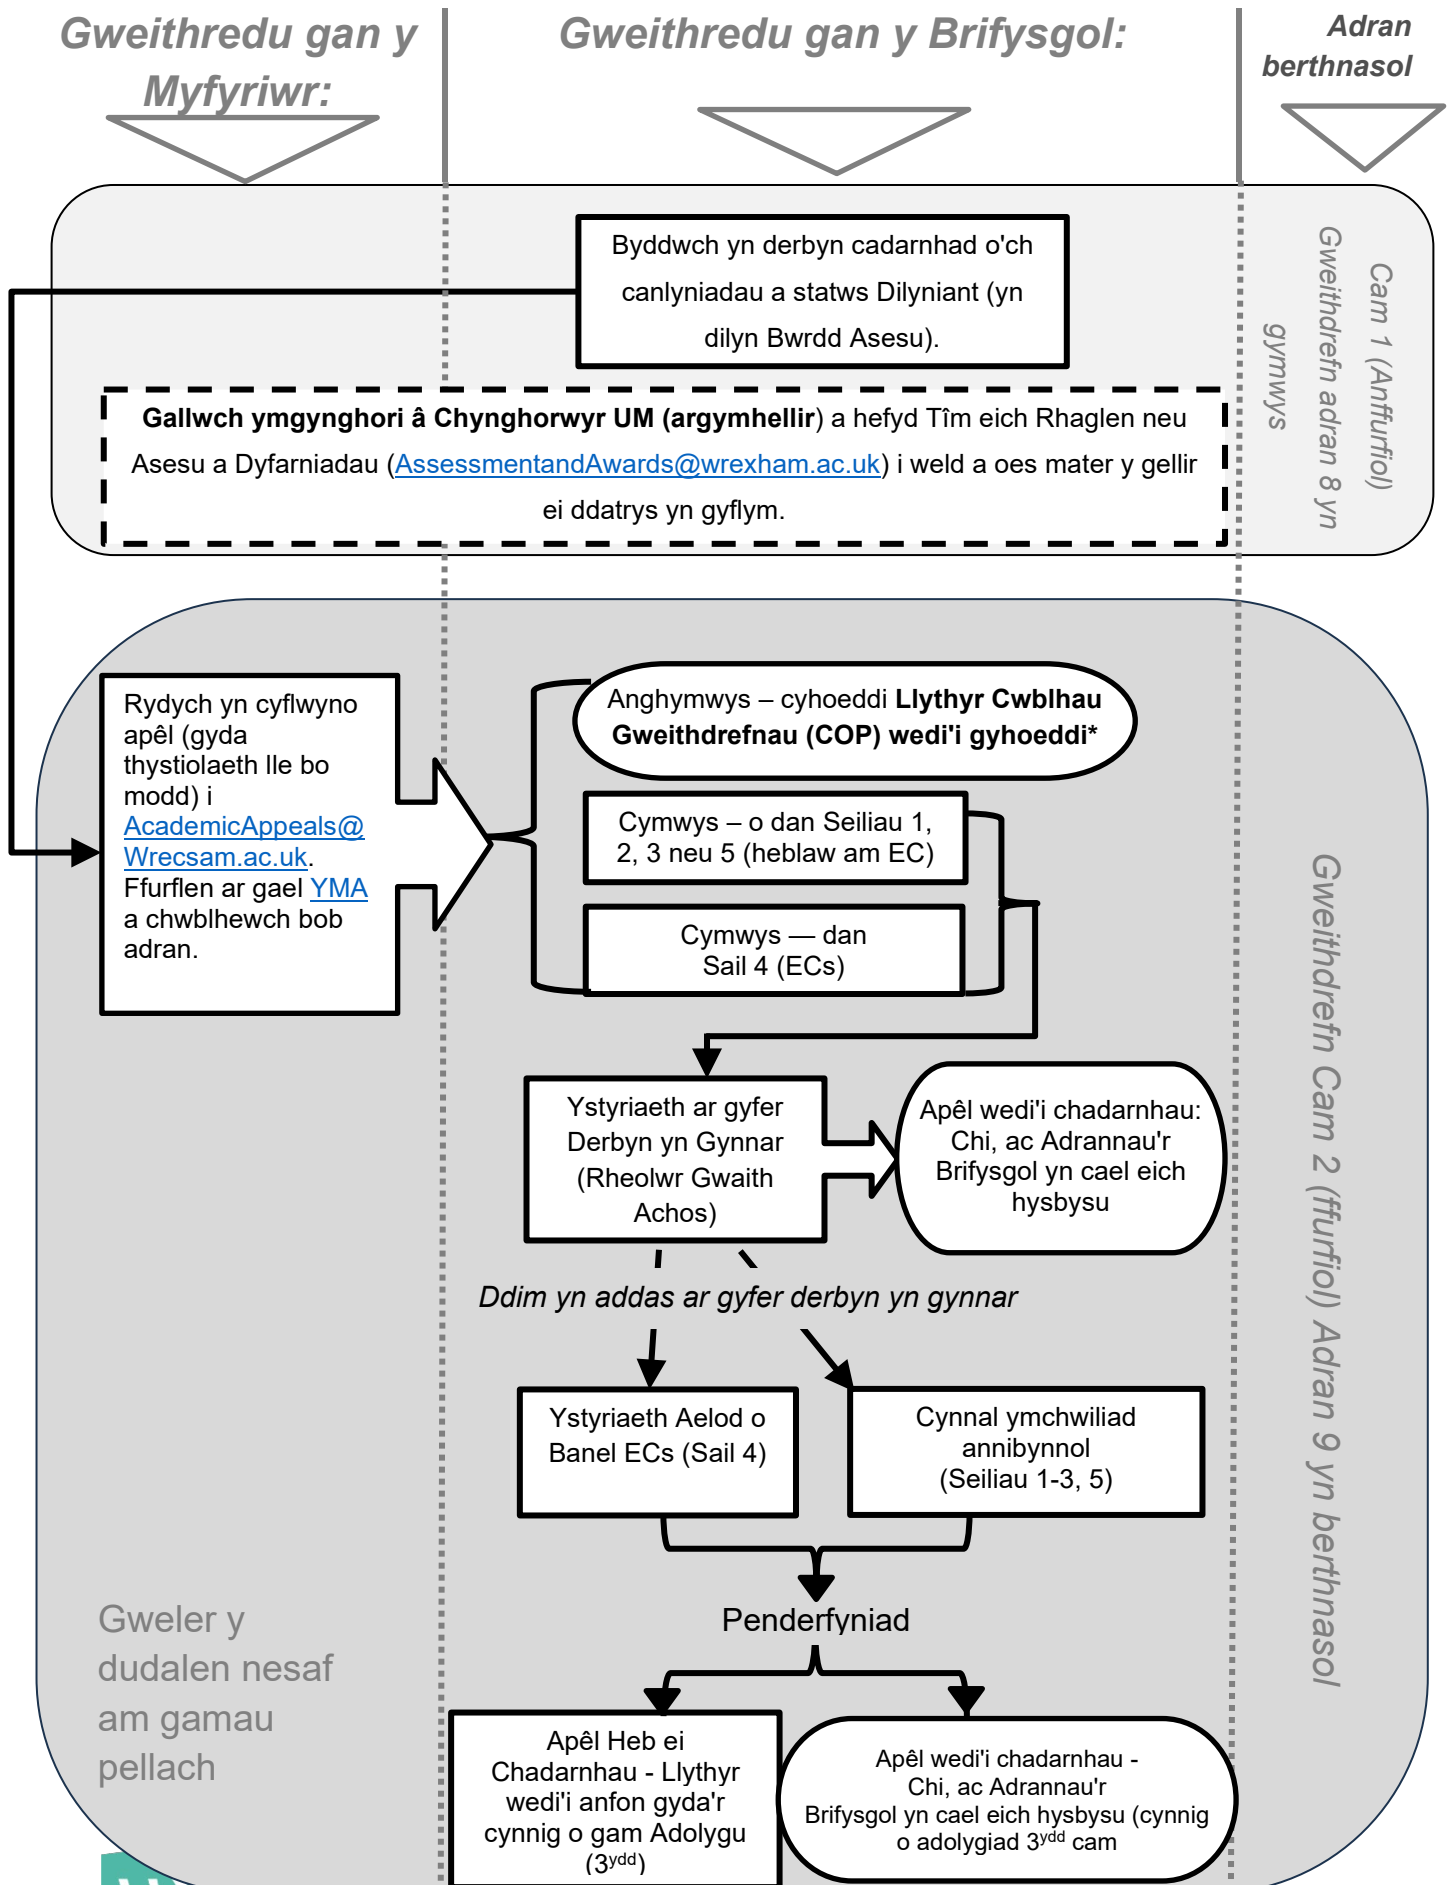 Gweithredu gan y
Myfyriwr:
Gweithredu gan y Brifysgol:
Adran
berthnasol
Byddwch yn derbyn cadarnhad o'ch
canlyniadau a statws Dilyniant (yn
dilyn Bwrdd Asesu).
Cam 1 (Anffurfiol)
Gweithdrefn adran 8 yn
gymwys
Gallwch ymgynghori â Chynghorwyr UM (argymhellir) a hefyd Tîm eich Rhaglen neu
Asesu a Dyfarniadau (AssessmentandAwards@wrexham.ac.uk) i weld a oes mater y gellir
ei ddatrys yn gyflym.
Rydych yn cyflwyno
apêl (gyda
thystiolaeth lle bo
modd) i
AcademicAppeals@
Wrecsam.ac.uk.
Ffurflen ar gael YMA
a chwblhewch bob
adran.
Anghymwys – cyhoeddi Llythyr Cwblhau
Gweithdrefnau (COP) wedi'i gyhoeddi*
Cymwys – o dan Seiliau 1,
2, 3 neu 5 (heblaw am EC)
Cymwys — dan
Sail 4 (ECs)
Ystyriaeth ar gyfer
Derbyn yn Gynnar
(Rheolwr Gwaith
Achos)
Apêl wedi'i chadarnhau:
Chi, ac Adrannau'r
Brifysgol yn cael eich
hysbysu
Ddim yn addas ar gyfer derbyn yn gynnar
Ystyriaeth Aelod o
Banel ECs (Sail 4)
Cynnal ymchwiliad
annibynnol
(Seiliau 1-3, 5)
Gweithdrefn Cam 2 (ffurfiol) Adran 9 yn berthnasol
Penderfyniad
Gweler y
dudalen nesaf
am gamau
pellach
Apêl Heb ei
Chadarnhau - Llythyr
wedi'i anfon gyda'r
cynnig o gam Adolygu
(3ydd)
Apêl wedi'i chadarnhau -
Chi, ac Adrannau'r
Brifysgol yn cael eich hysbysu (cynnig
o adolygiad 3ydd cam